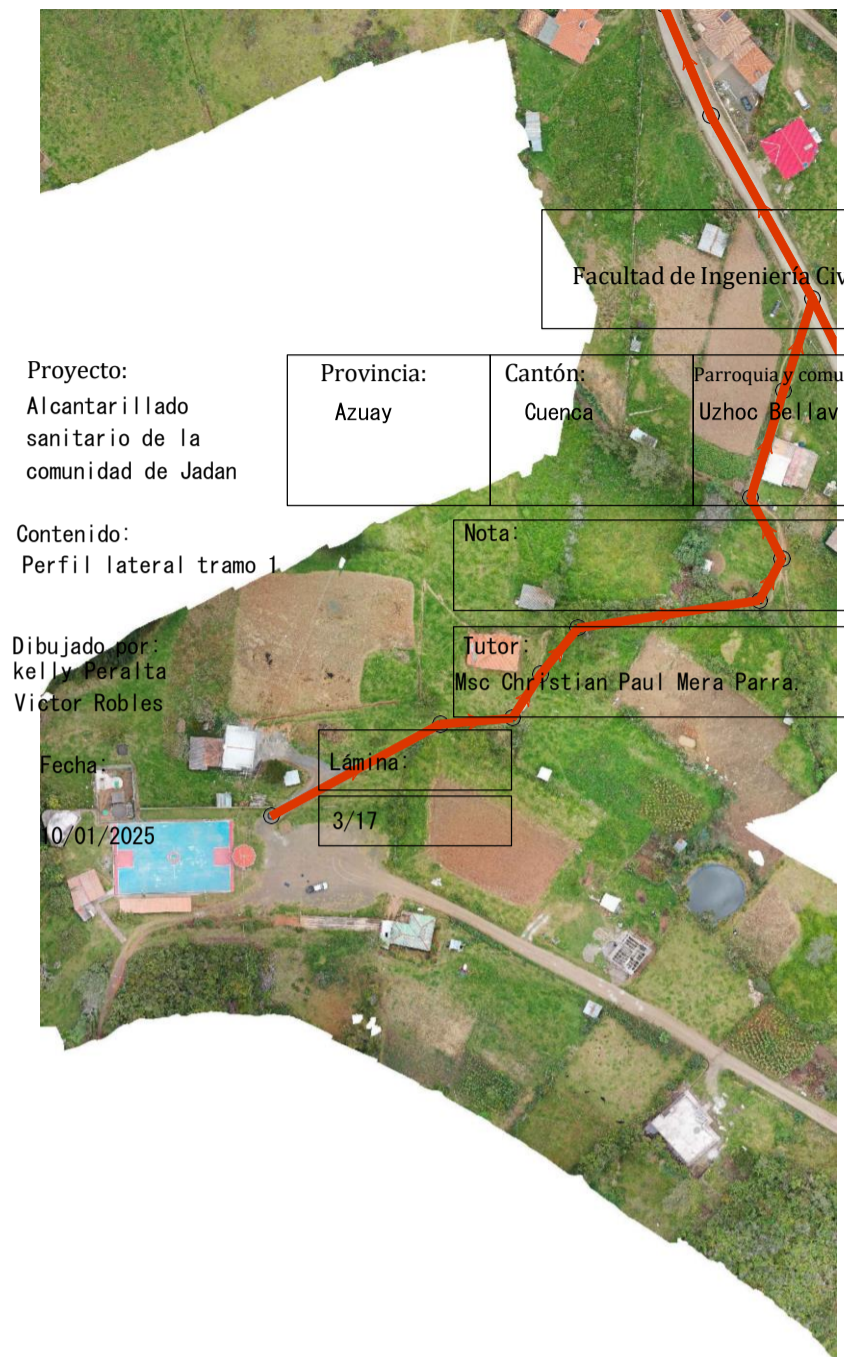 Facultad de Ingeniería Civ
Proyecto:
Alcantarillado
sanitario de la
comunidad de Jadan
Provincia:
Azuay
Cantón:
Cuenca
Parroquia y comu
Uzhoc Bellav
Contenido:
Perfil lateral tramo 1
Nota:
Dibujado por:
kelly Peralta
Victor Robles
Tutor:
Msc Christian Paul Mera Parra.
Fecha:
10/01/2025
Lámina:
3/17